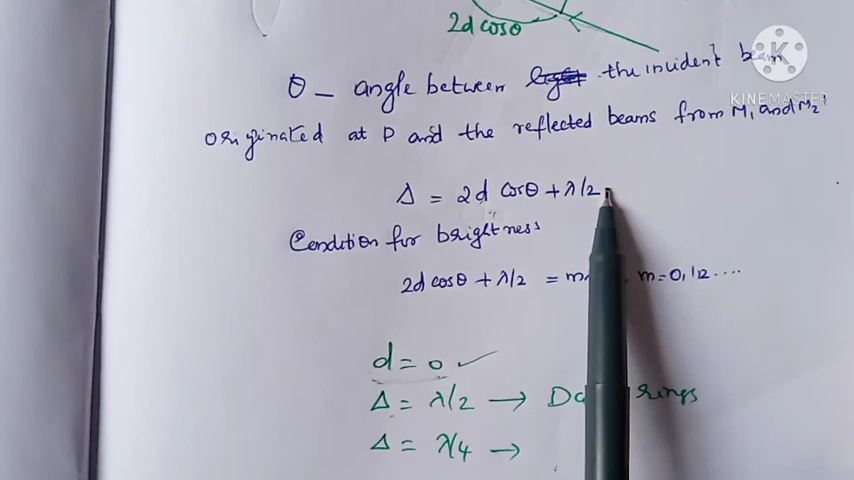 2d cosθ
θ - angle between the incident beam
KINEMASTER
originated at P and the reflected beams from M₁ and M₂.
Δ = 2d cosθ + λ/2
Condition for brightness
2d cosθ + λ/2 = m , m=0,1,2 ....
d = 0 ✓
Δ = λ/2 → rings
Δ = λ/4 →